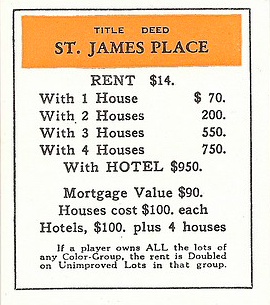 TITLE DEED
ST. JAMES PLACE
RENT $14.
With 1 House $ 70.
With 2 Houses 200.
With 3 Houses 550.
With 4 Houses 750.
With HOTEL $950.
Mortgage Value $90.
Houses cost $100. each
Hotels, $100. plus 4 houses
If a player owns ALL the lots of
any Color-Group, the rent is Doubled
on Unimproved Lots in that group.